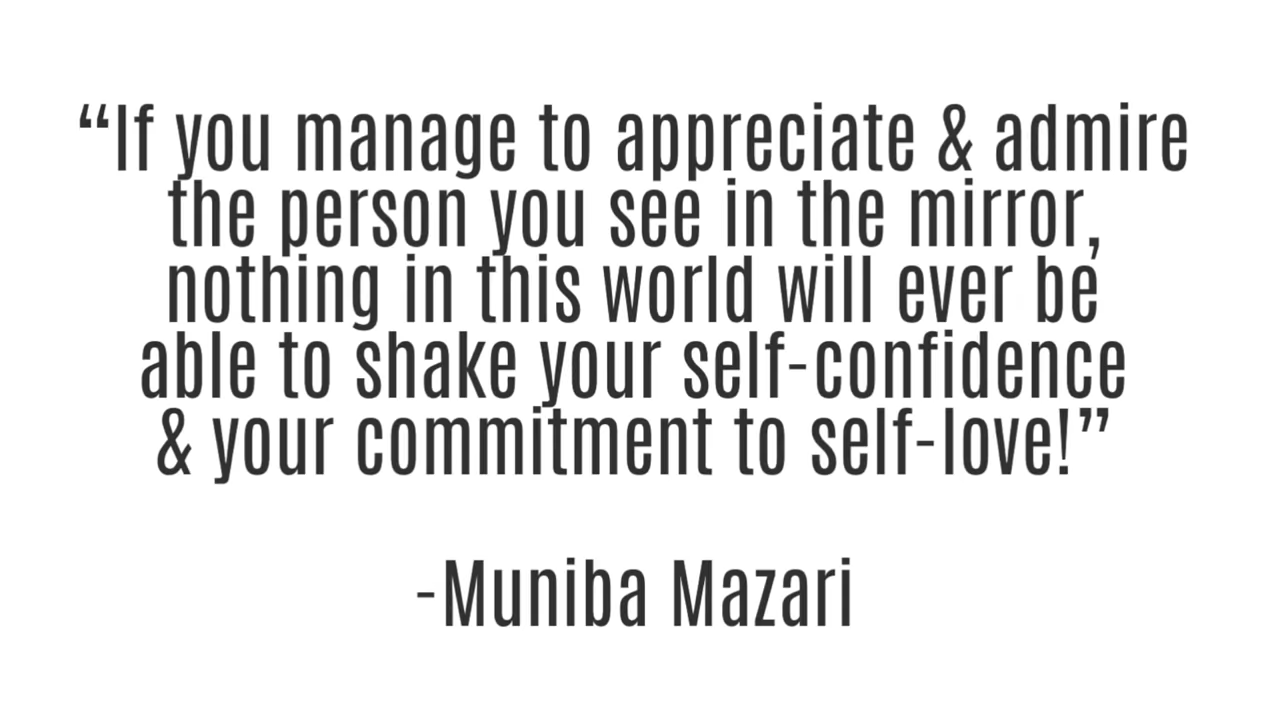 “If you manage to appreciate & admire
the person you see in the mirror,
nothing in this world will ever be
able to shake your self-confidence
& your commitment to self-love!”
-Muniba Mazari